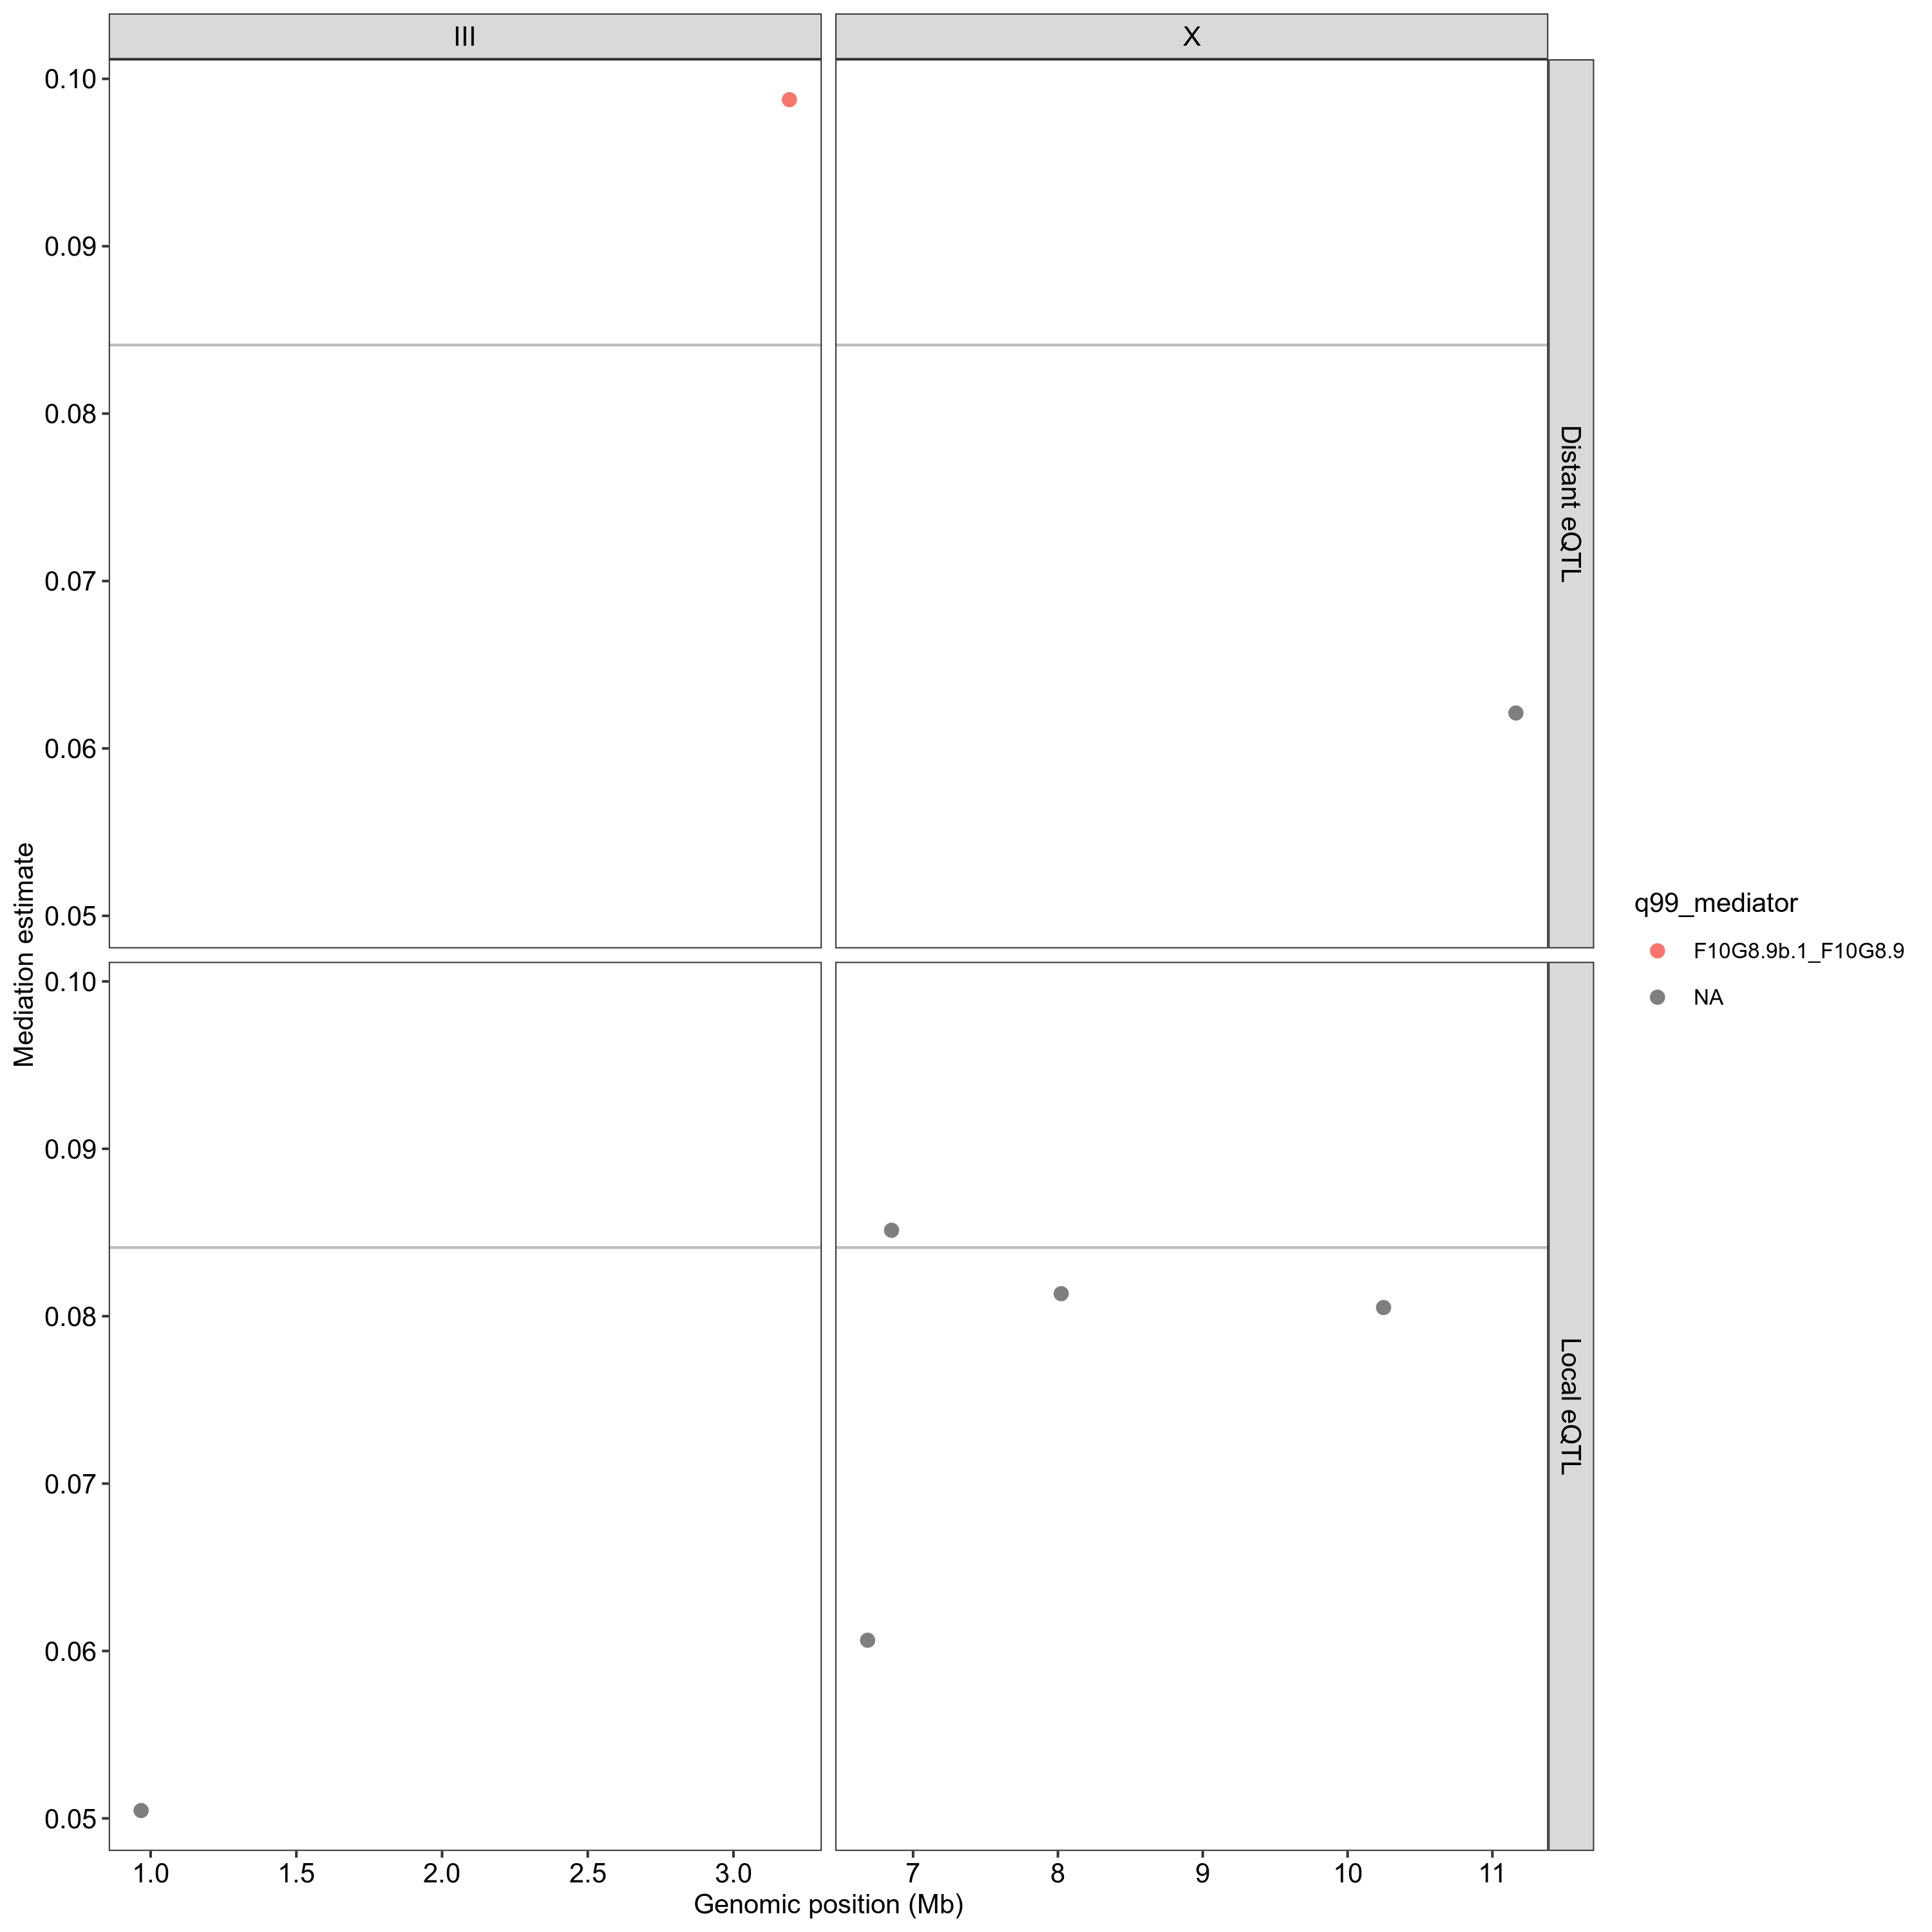 III
X
0.10
0.09
0.08
0.07
0.06
0.05
Distant eQTL
0.10
0.09
0.08
0.07
0.06
0.05
Local eQTL
Mediation estimate
1.0 1.5 2.0 2.5 3.0
7 8 9 10 11
Genomic position (Mb)
q99_mediator
F10G8.9b.1_F10G8.9
NA